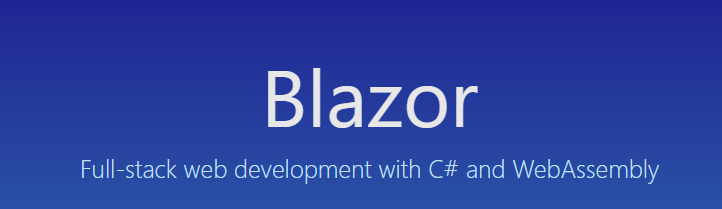 Blazor
Full-stack web development with C# and WebAssembly